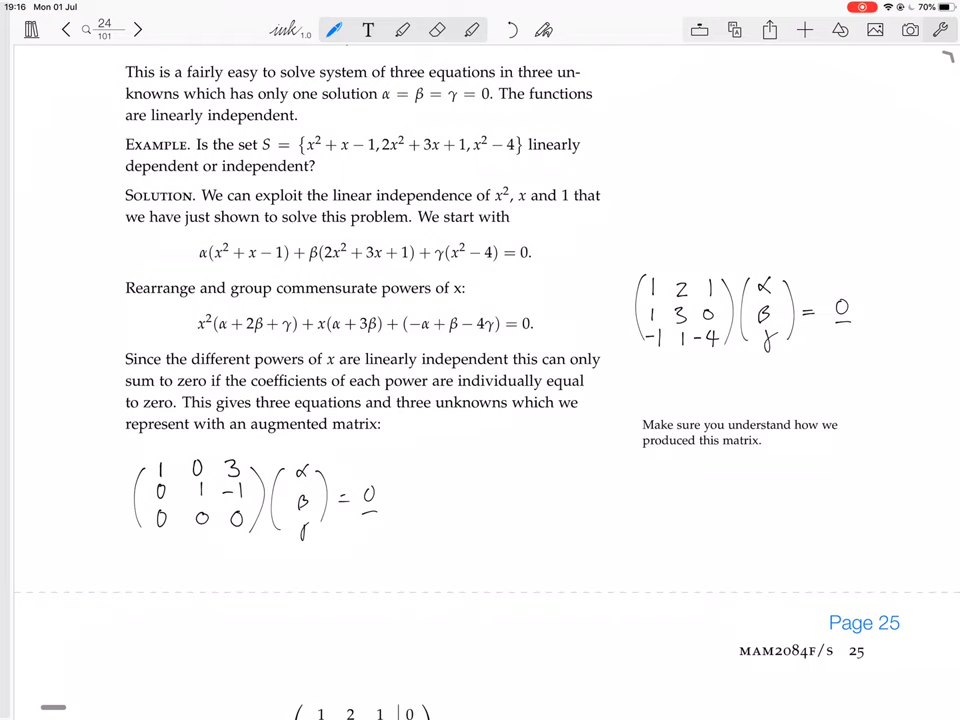 19:16 Mon 01 Jul
70%
24
101
ink 1.0
T
This is a fairly easy to solve system of three equations in three un-
knowns which has only one solution α = β = γ = 0. The functions
are linearly independent.
Example. Is the set S = {x² + x − 1, 2x² + 3x + 1, x² − 4} linearly
dependent or independent?
Solution. We can exploit the linear independence of x², x and 1 that
we have just shown to solve this problem. We start with
α(x² + x − 1) + β(2x² + 3x + 1) + γ(x² − 4) = 0.
Rearrange and group commensurate powers of x:
x²(α + 2β + γ) + x(α + 3β) + (−α + β − 4γ) = 0.
Since the different powers of x are linearly independent this can only
sum to zero if the coefficients of each power are individually equal
to zero. This gives three equations and three unknowns which we
represent with an augmented matrix:
1 2 1 α
1 3 0 β = 0
-1 1 -4 γ
Make sure you understand how we
produced this matrix.
1 0 3 α
0 1 -1 β = 0
0 0 0 γ
Page 25
MAM2084F/S 25
( 1 2 1 | 0 )